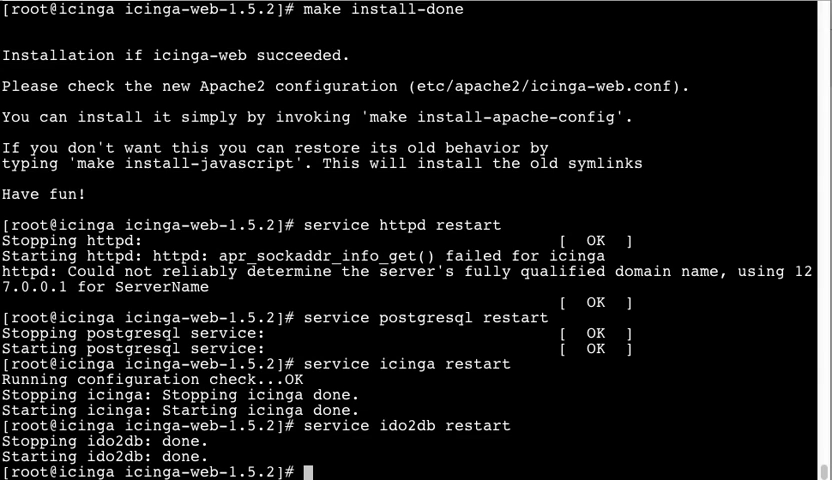 [root@icinga icinga-web-1.5.2]# make install-done
Installation if icinga-web succeeded.
Please check the new Apache2 configuration (etc/apache2/icinga-web.conf).
You can install it simply by invoking 'make install-apache-config'.
If you don't want this you can restore its old behavior by
typing 'make install-javascript'. This will install the old symlinks
Have fun!
[root@icinga icinga-web-1.5.2]# service httpd restart
Stopping httpd: [ OK ]
Starting httpd: httpd: apr_sockaddr_info_get() failed for icinga
httpd: Could not reliably determine the server's fully qualified domain name, using 12
7.0.0.1 for ServerName
[ OK ]
[root@icinga icinga-web-1.5.2]# service postgresql restart
Stopping postgresql service: [ OK ]
Starting postgresql service: [ OK ]
[root@icinga icinga-web-1.5.2]# service icinga restart
Running configuration check...OK
Stopping icinga: Stopping icinga done.
Starting icinga: Starting icinga done.
[root@icinga icinga-web-1.5.2]# service ido2db restart
Stopping ido2db: done.
Starting ido2db: done.
[root@icinga icinga-web-1.5.2]#